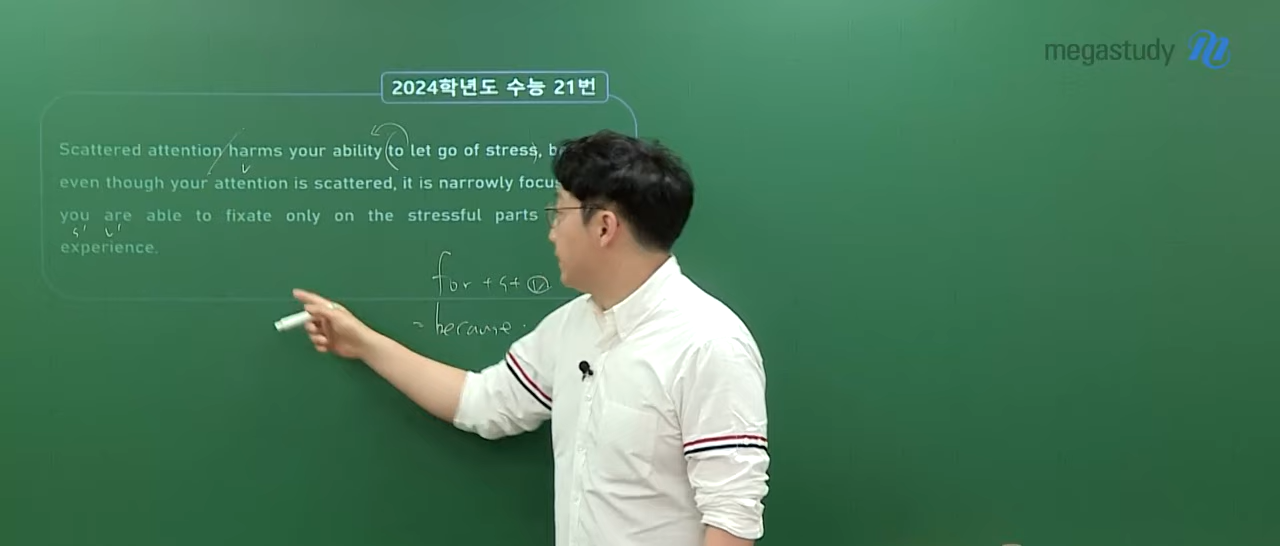 megastudy
2024학년도 수능 21번
Scattered attention harms your ability to let go of stress,
even though your attention is scattered, it is narrowly
you are able to fixate only on the stressful parts
s' v'
experience.
for + s + v
= because